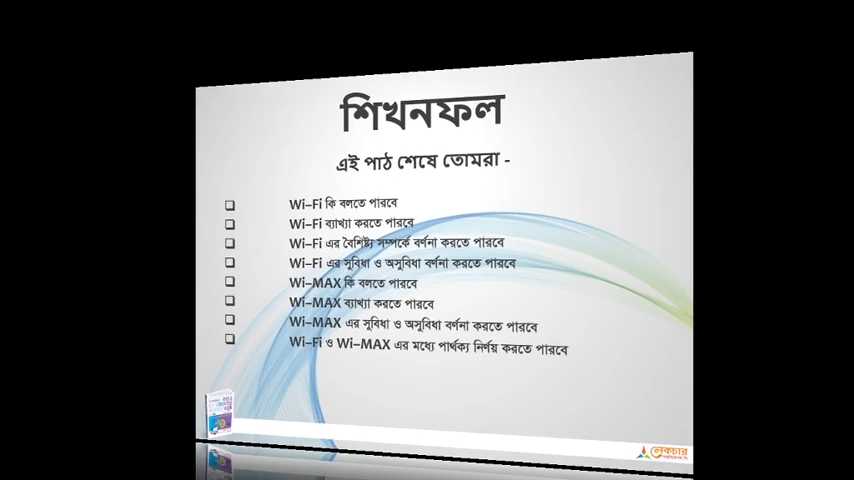 শিখনফল
এই পাঠ শেষে তোমরা -
❑ Wi–Fi কি বলতে পারবে
❑ Wi–Fi ব্যাখ্যা করতে পারবে
❑ Wi–Fi এর বৈশিষ্ট্য সম্পর্কে বর্ণনা করতে পারবে
❑ Wi–Fi এর সুবিধা ও অসুবিধা বর্ণনা করতে পারবে
❑ Wi–MAX কি বলতে পারবে
❑ Wi–MAX ব্যাখ্যা করতে পারবে
❑ Wi–MAX এর সুবিধা ও অসুবিধা বর্ণনা করতে পারবে
❑ Wi–Fi ও Wi–MAX এর মধ্যে পার্থক্য নির্ণয় করতে পারবে
লেকচার